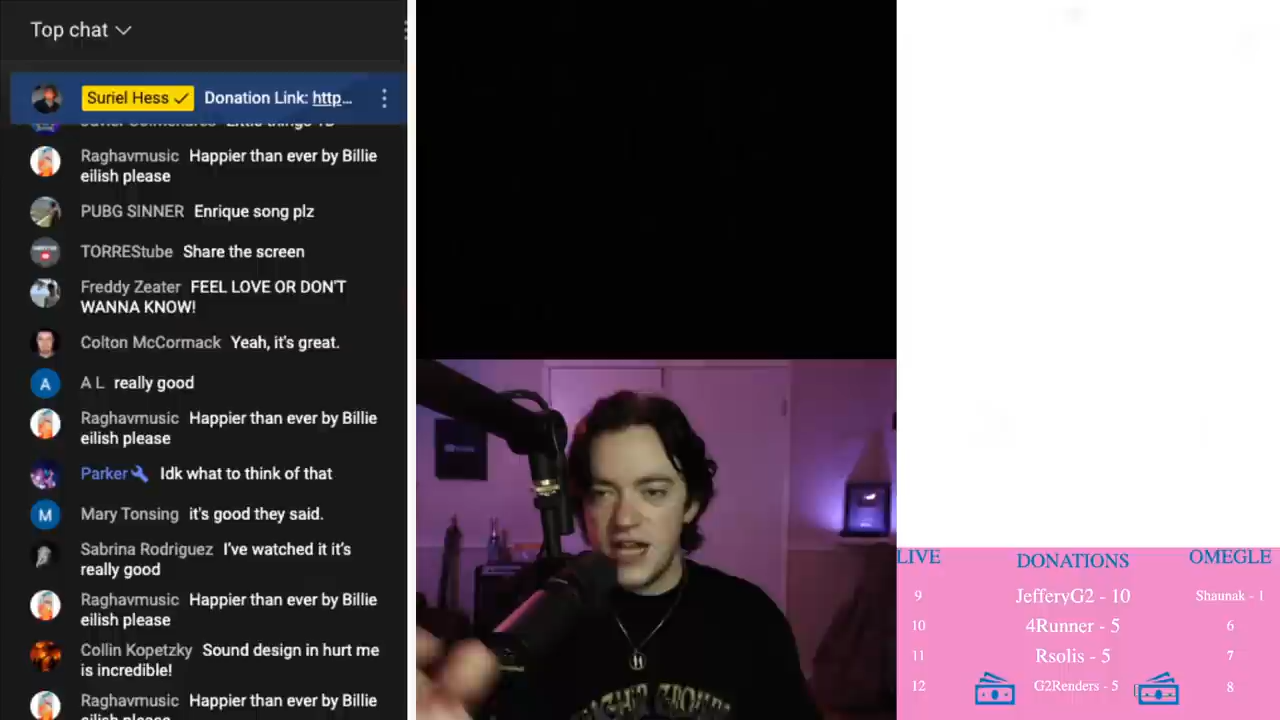 Top chat
Suriel Hess Donation Link: http...
Raghavmusic Happier than ever by Billie
eilish please
PUBG SINNER Enrique song plz
TORREStube Share the screen
Freddy Zeater FEEL LOVE OR DON'T
WANNA KNOW!
Colton McCormack Yeah, it's great.
A
A L really good
Raghavmusic Happier than ever by Billie
eilish please
Parker Idk what to think of that
M
Mary Tonsing it's good they said.
Sabrina Rodriguez I've watched it it's
really good
Raghavmusic Happier than ever by Billie
eilish please
Collin Kopetzky Sound design in hurt me
is incredible!
Raghavmusic Happier than ever by Billie
eilish please
LIVE DONATIONS OMEGLE
9 JefferyG2 - 10 Shaunak - 1
10 4Runner - 5 6
11 Rsolis - 5 7
12 G2Renders - 5 8